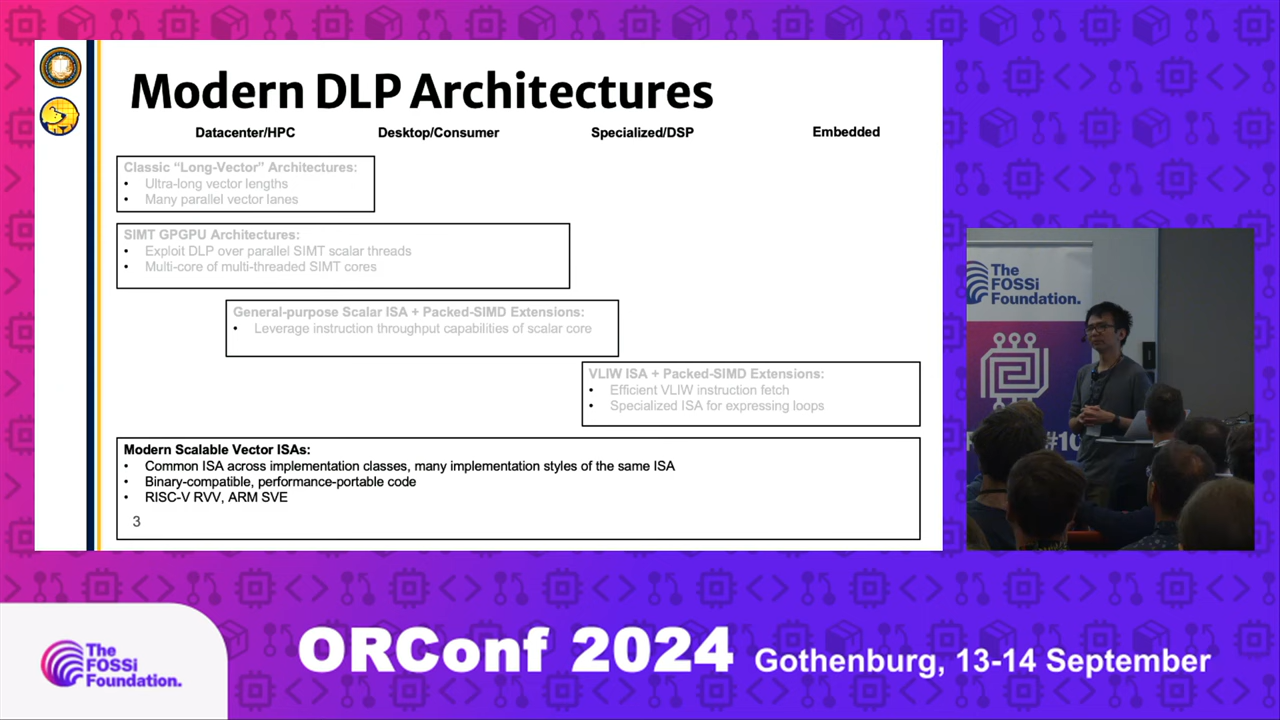 Modern DLP Architectures
Datacenter/HPC Desktop/Consumer Specialized/DSP Embedded
Classic “Long-Vector” Architectures:
• Ultra-long vector lengths
• Many parallel vector lanes
SIMT GPGPU Architectures:
• Exploit DLP over parallel SIMT scalar threads
• Multi-core of multi-threaded SIMT cores
General-purpose Scalar ISA + Packed-SIMD Extensions:
• Leverage instruction throughput capabilities of scalar core
VLIW ISA + Packed-SIMD Extensions:
• Efficient VLIW instruction fetch
• Specialized ISA for expressing loops
Modern Scalable Vector ISAs:
• Common ISA across implementation classes, many implementation styles of the same ISA
• Binary-compatible, performance-portable code
• RISC-V RVV, ARM SVE
3
The
FOSSi
Foundation.
The
FOSSi
Foundation.
ORConf 2024 Gothenburg, 13-14 September